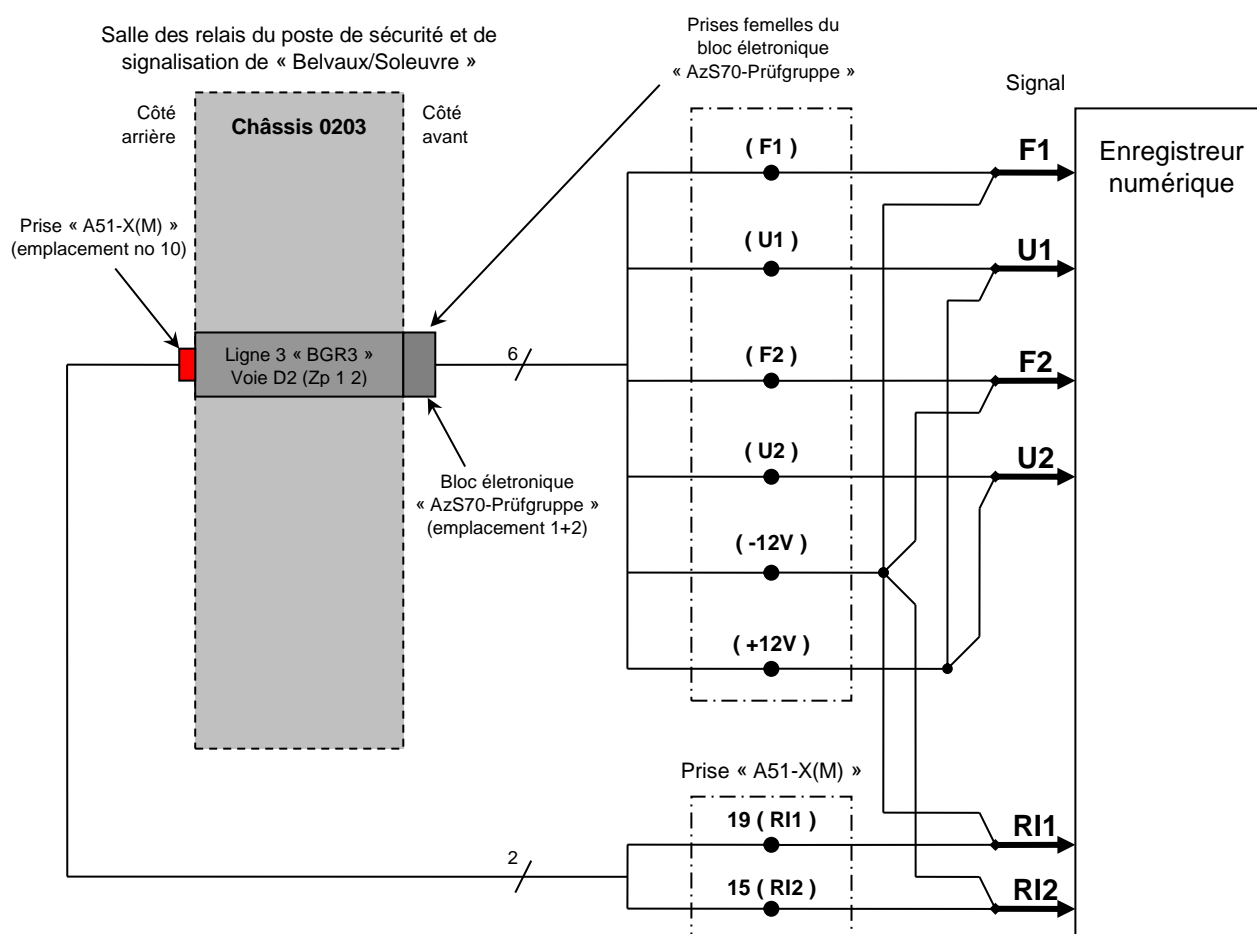 Salle des relais du poste de sécurité et de
signalisation de « Belvaux/Soleuvre »
Prises femelles du
bloc életronique
« AzS70-Prüfgruppe »
Côté
arrière
Châssis 0203
Côté
avant
Signal
Prise « A51-X(M) »
(emplacement no 10)
Ligne 3 « BGR3 »
Voie D2 (Zp 1 2)
6
Bloc életronique
« AzS70-Prüfgruppe »
(emplacement 1+2)
( F1 )
F1
Enregistreur
numérique
( U1 )
U1
( F2 )
F2
( U2 )
U2
( -12V )
( +12V )
Prise « A51-X(M) »
2
19 ( RI1 )
RI1
15 ( RI2 )
RI2